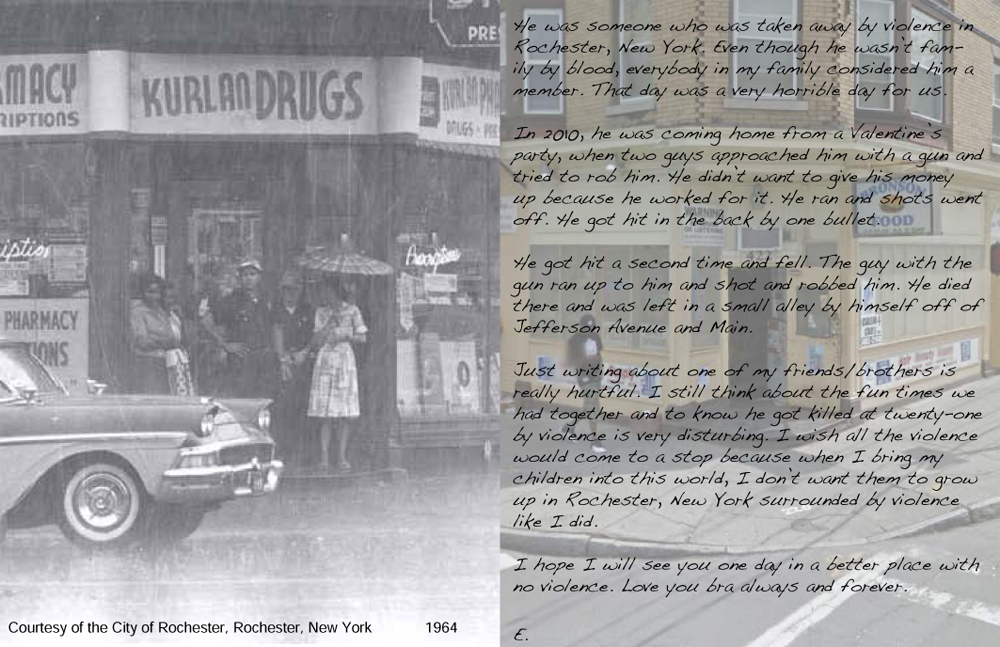 PRES
MACY
RIPTIONS
KURLAN DRUGS
KURLAN PHA
DRUGS
iption
Prescription
PHARMACY
IONS
Courtesy of the City of Rochester, Rochester, New York 1964
He was someone who was taken away by violence in
Rochester, New York. Even though he wasn't fam-
ily by blood, everybody in my family considered him a
member. That day was a very horrible day for us.
In 2010, he was coming home from a Valentine's
party, when two guys approached him with a gun and
tried to rob him. He didn't want to give his money
up because he worked for it. He ran and shots went
off. He got hit in the back by one bullet.
He got hit a second time and fell. The guy with the
gun ran up to him and shot and robbed him. He died
there and was left in a small alley by himself off of
Jefferson Avenue and Main.
Just writing about one of my friends/brothers is
really hurtful. I still think about the fun times we
had together and to know he got killed at twenty-one
by violence is very disturbing. I wish all the violence
would come to a stop because when I bring my
children into this world, I don't want them to grow
up in Rochester, New York surrounded by violence
like I did.
I hope I will see you one day in a better place with
no violence. Love you bra always and forever.
E.
BRONSON
FOOD
WARNING